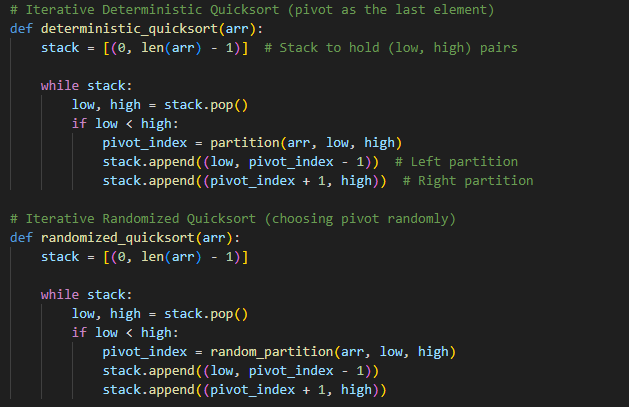 # Iterative Deterministic Quicksort (pivot as the last element)
def deterministic_quicksort(arr):
    stack = [(0, len(arr) - 1)]  # Stack to hold (low, high) pairs

    while stack:
        low, high = stack.pop()
        if low < high:
            pivot_index = partition(arr, low, high)
            stack.append((low, pivot_index - 1))  # Left partition
            stack.append((pivot_index + 1, high))  # Right partition

# Iterative Randomized Quicksort (choosing pivot randomly)
def randomized_quicksort(arr):
    stack = [(0, len(arr) - 1)]

    while stack:
        low, high = stack.pop()
        if low < high:
            pivot_index = random_partition(arr, low, high)
            stack.append((low, pivot_index - 1))
            stack.append((pivot_index + 1, high))